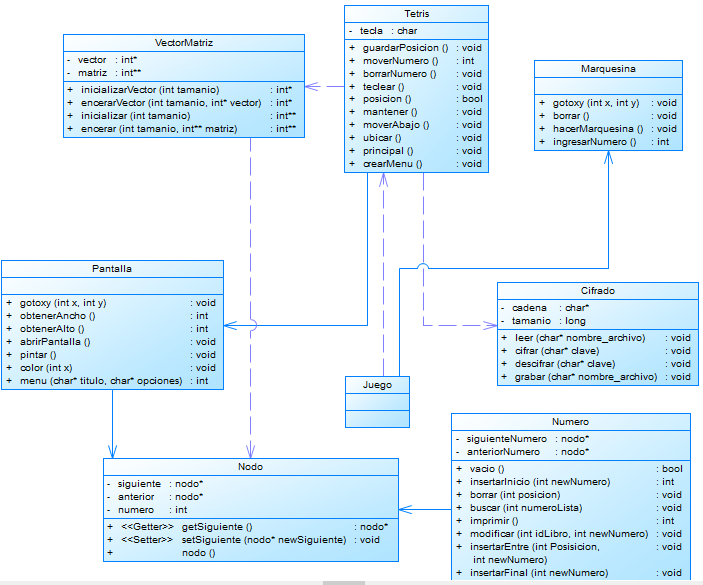 Tetris
- tecla : char
+ guardarPosicion () : void
+ moverNumero () : int
+ borrarNumero () : void
+ teclear () : void
+ posicion () : bool
+ mantener () : void
+ moverAbajo () : void
+ ubicar () : void
+ principal () : void
+ crearMenu () : void
VectorMatriz
- vector : int*
- matriz : int**
+ inicializarVector (int tamanio) : int*
+ encerarVector (int tamanio, int* vector) : int*
+ inicializar (int tamanio) : int**
+ encerar (int tamanio, int** matriz) : int**
Marquesina
+ gotoxy (int x, int y) : void
+ borrar () : void
+ hacerMarquesina () : void
+ ingresarNumero () : int
Pantalla
+ gotoxy (int x, int y) : void
+ obtenerAncho () : int
+ obtenerAlto () : int
+ abrirPantalla () : void
+ pintar () : void
+ color (int x) : void
+ menu (char* titulo, char* opciones) : int
Cifrado
- cadena : char*
- tamanio : long
+ leer (char* nombre_archivo) : void
+ cifrar (char* clave) : void
+ descifrar (char* clave) : void
+ grabar (char* nombre_archivo) : void
Juego
Nodo
- siguiente : nodo*
- anterior : nodo*
- numero : int
+ <<Getter>> getSiguiente () : nodo*
+ <<Setter>> setSiguiente (nodo* newSiguiente) : void
+ nodo ()
Numero
- siguienteNumero : nodo*
- anteriorNumero : nodo*
+ vacio () : bool
+ insertarInicio (int newNumero) : int
+ borrar (int posicion) : void
+ buscar (int numeroLista) : void
+ imprimir () : int
+ modificar (int idLibro, int newNumero) : void
+ insertarEntre (int Posisicion, : void
int newNumero)
+ insertarFinal (int newNumero) : void